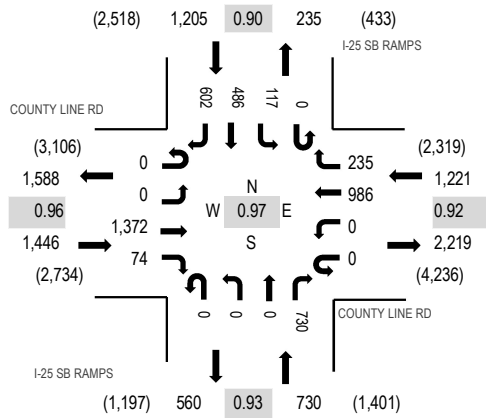 (2,518) 1,205 0.90 235 (433)
I-25 SB RAMPS
602 486 117 0
COUNTY LINE RD
(3,106) 0 235 (2,319)
1,588 0 N 986 1,221
0.96 W 0.97 E 0 0.92
1,446 1,372 S 0 2,219
(2,734) 74 (4,236)
0 0 0 730
COUNTY LINE RD
I-25 SB RAMPS
(1,197) 560 0.93 730 (1,401)